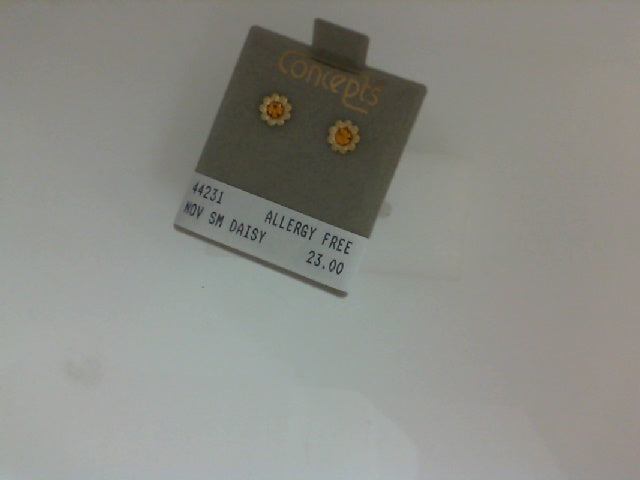 Concepts
44231 ALLERGY FREE
NOV SM DAISY 23.00